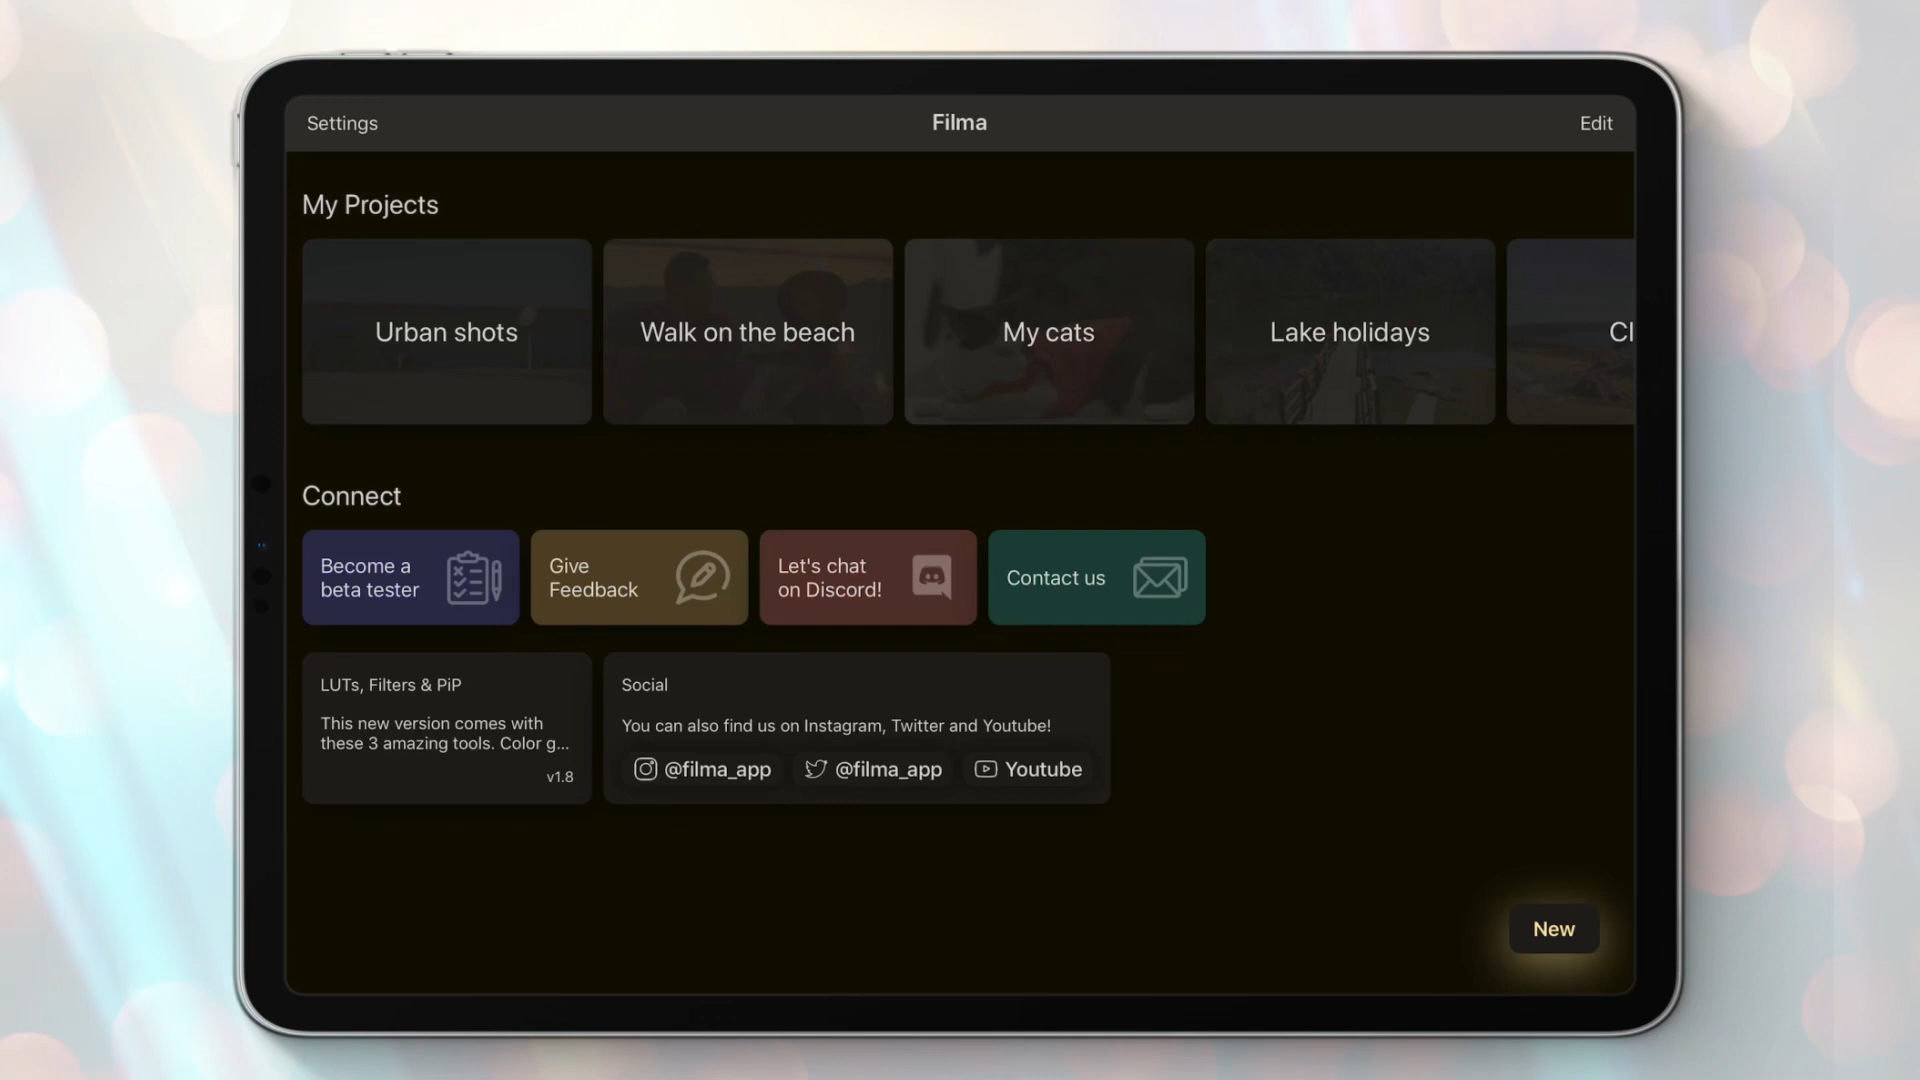 Settings
Filma
Edit
My Projects
Urban shots
Walk on the beach
My cats
Lake holidays
Cl
Connect
Become a
beta tester
Give
Feedback
Let's chat
on Discord!
Contact us
LUTs, Filters & PiP
This new version comes with
these 3 amazing tools. Color g...
v1.8
Social
You can also find us on Instagram, Twitter and Youtube!
@filma_app
@filma_app
Youtube
New